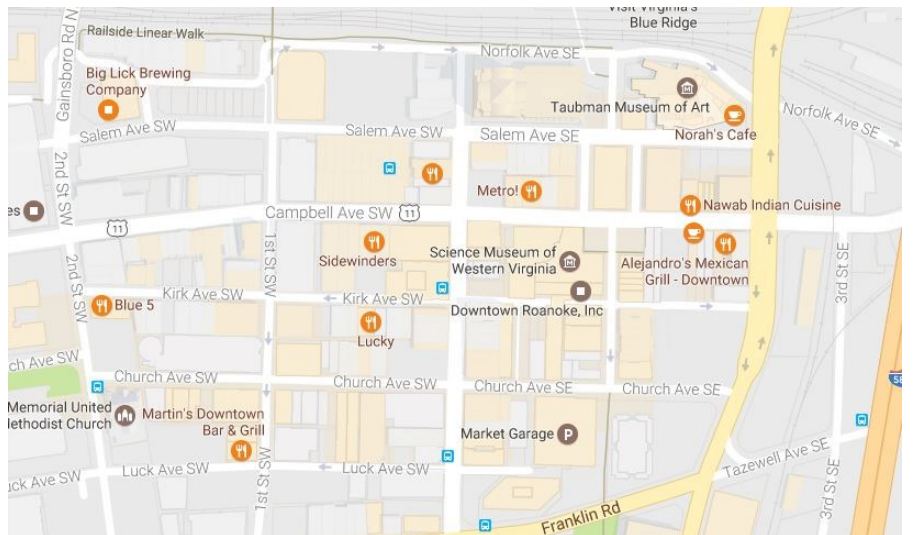 Visit Virginia's
Blue Ridge
Railside Linear Walk
Norfolk Ave SE
Gainsboro Rd N
Big Lick Brewing
Company
Taubman Museum of Art
Norfolk Ave SE
Salem Ave SW
Salem Ave SW
Salem Ave SE
Norah's Cafe
2nd St SW
Metro!
Nawab Indian Cuisine
es
Campbell Ave SW
11
11
1st St SW
Sidewinders
Science Museum of
Western Virginia
Alejandro's Mexican
Grill - Downtown
3rd St SE
2nd St SW
Kirk Ave SW
Kirk Ave SW
Blue 5
Downtown Roanoke, Inc
Lucky
ch Ave SW
Church Ave SW
Church Ave SW
Church Ave SE
Church Ave SE
58
Memorial United
ethodist Church
Martin's Downtown
Bar & Grill
Market Garage
P
Luck Ave SW
Luck Ave SW
uck Ave SW
Tazewell Ave SE
1st St SW
3rd St SE
Franklin Rd